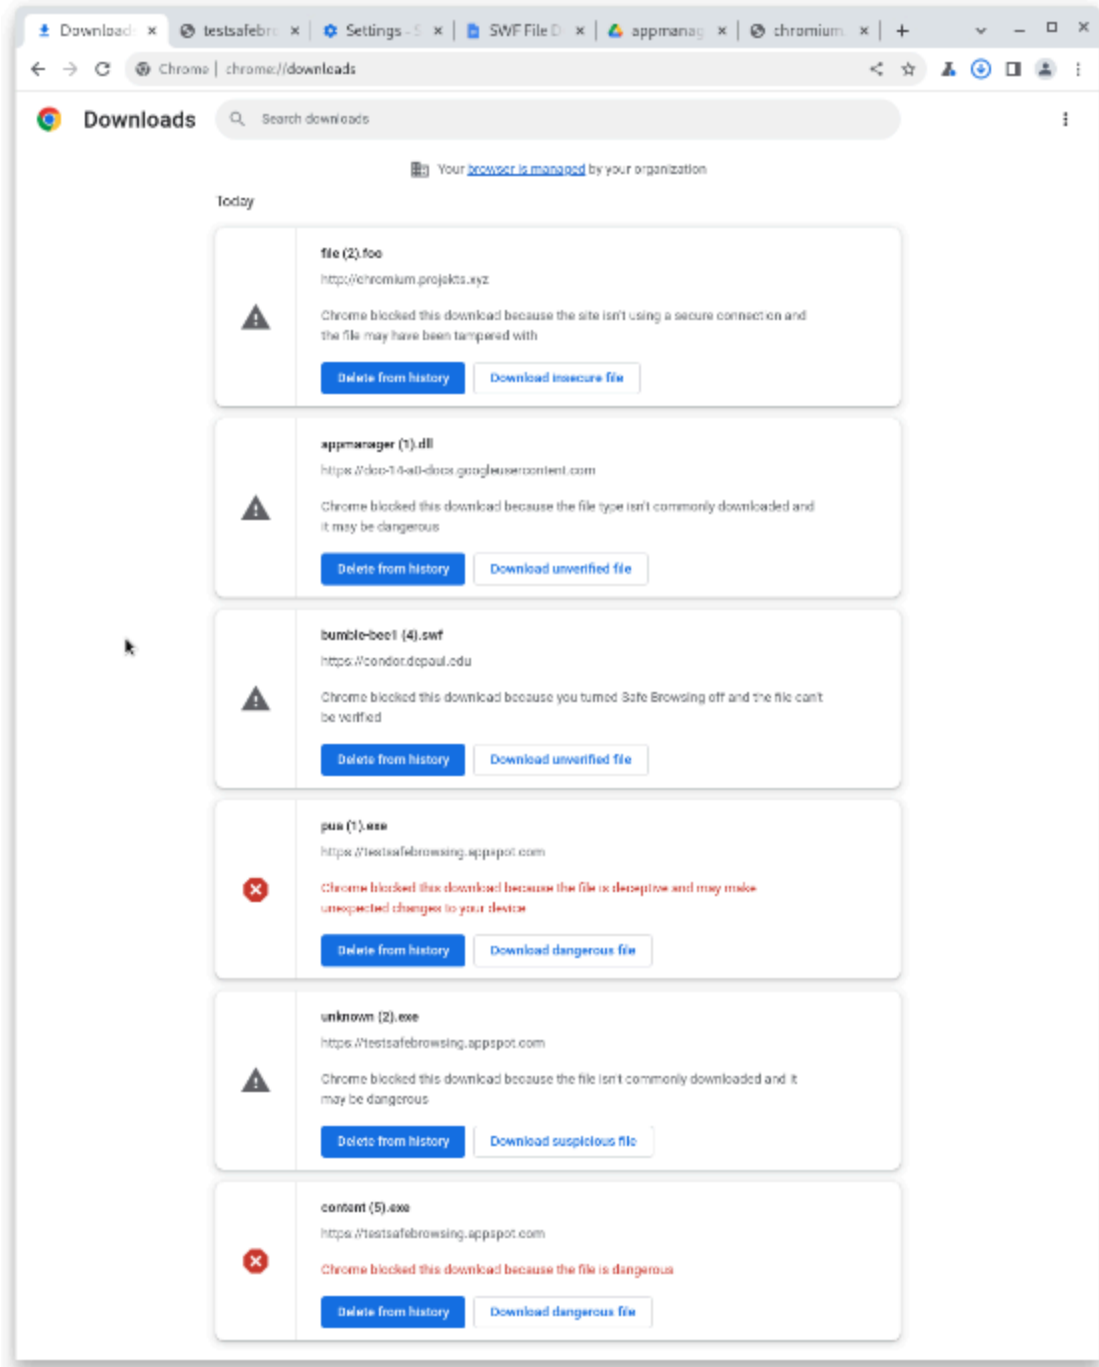 Download
testsafebro
Settings - S
SWF File D
appmanag
chromium.
Chrome | chrome://downloads
Downloads
Search downloads
Your browser is managed by your organization
Today
file (2).foo
http://chromium.projekts.xyz
Chrome blocked this download because the site isn't using a secure connection and
the file may have been tampered with
Delete from history
Download insecure file
appmanager (1).dll
https://doc-14-a0-docs.googleusercontent.com
Chrome blocked this download because the file type isn't commonly downloaded and
it may be dangerous
Delete from history
Download unverified file
bumble-bee1 (4).swf
https://condor.depaul.edu
Chrome blocked this download because you turned Safe Browsing off and the file can't
be verified
Delete from history
Download unverified file
pua (1).exe
https://testsafebrowsing.appspot.com
Chrome blocked this download because the file is deceptive and may make
unexpected changes to your device
Delete from history
Download dangerous file
unknown (2).exe
https://testsafebrowsing.appspot.com
Chrome blocked this download because the file isn't commonly downloaded and it
may be dangerous
Delete from history
Download suspicious file
content (5).exe
https://testsafebrowsing.appspot.com
Chrome blocked this download because the file is dangerous
Delete from history
Download dangerous file